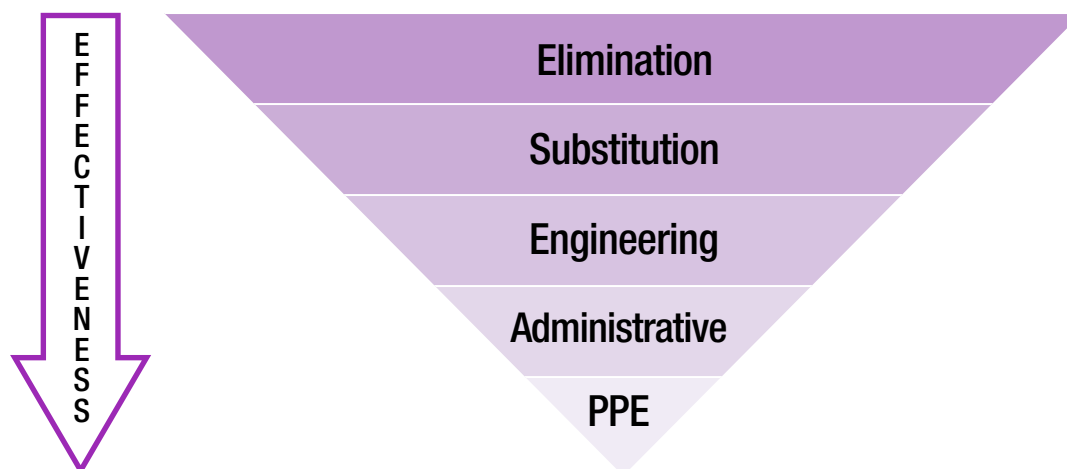 EFFECTIVENESS
Elimination
Substitution
Engineering
Administrative
PPE